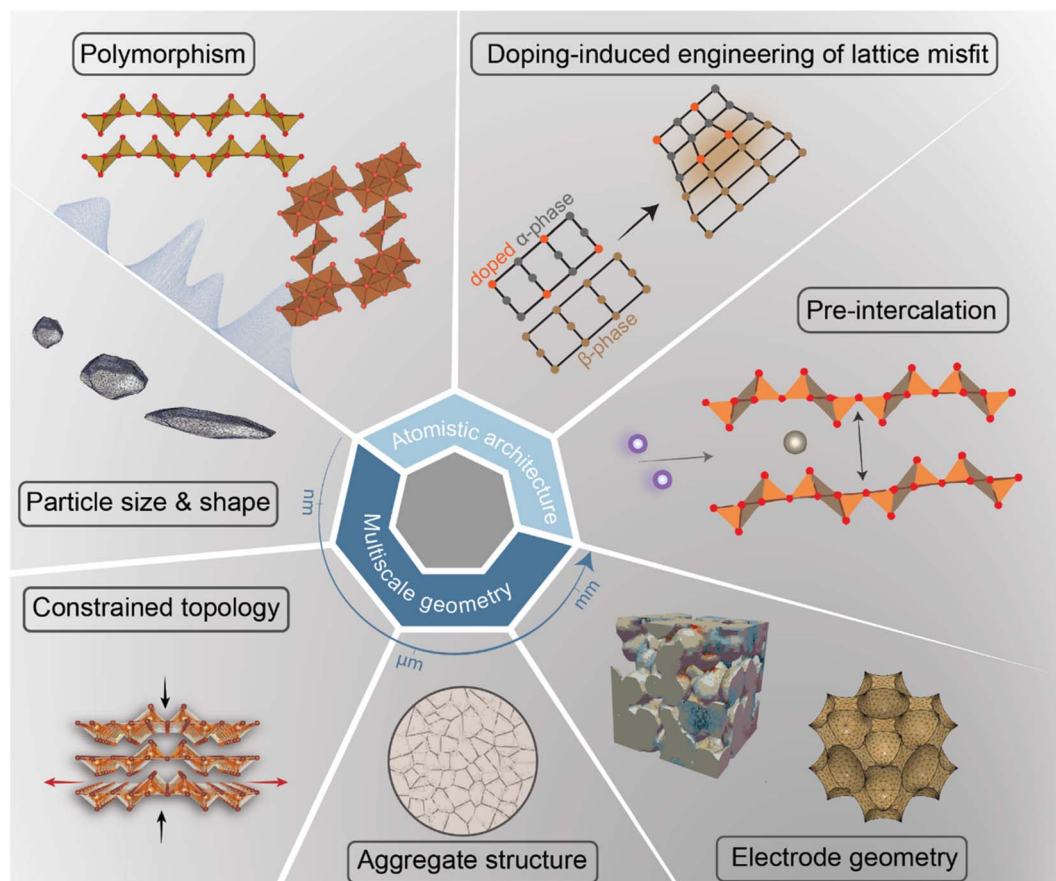 Polymorphism
Doping-induced engineering of lattice misfit
doped α-phase
β-phase
Pre-intercalation
Atomistic architecture
Particle size & shape
nm
Multiscale geometry
mm
μm
Constrained topology
Aggregate structure
Electrode geometry